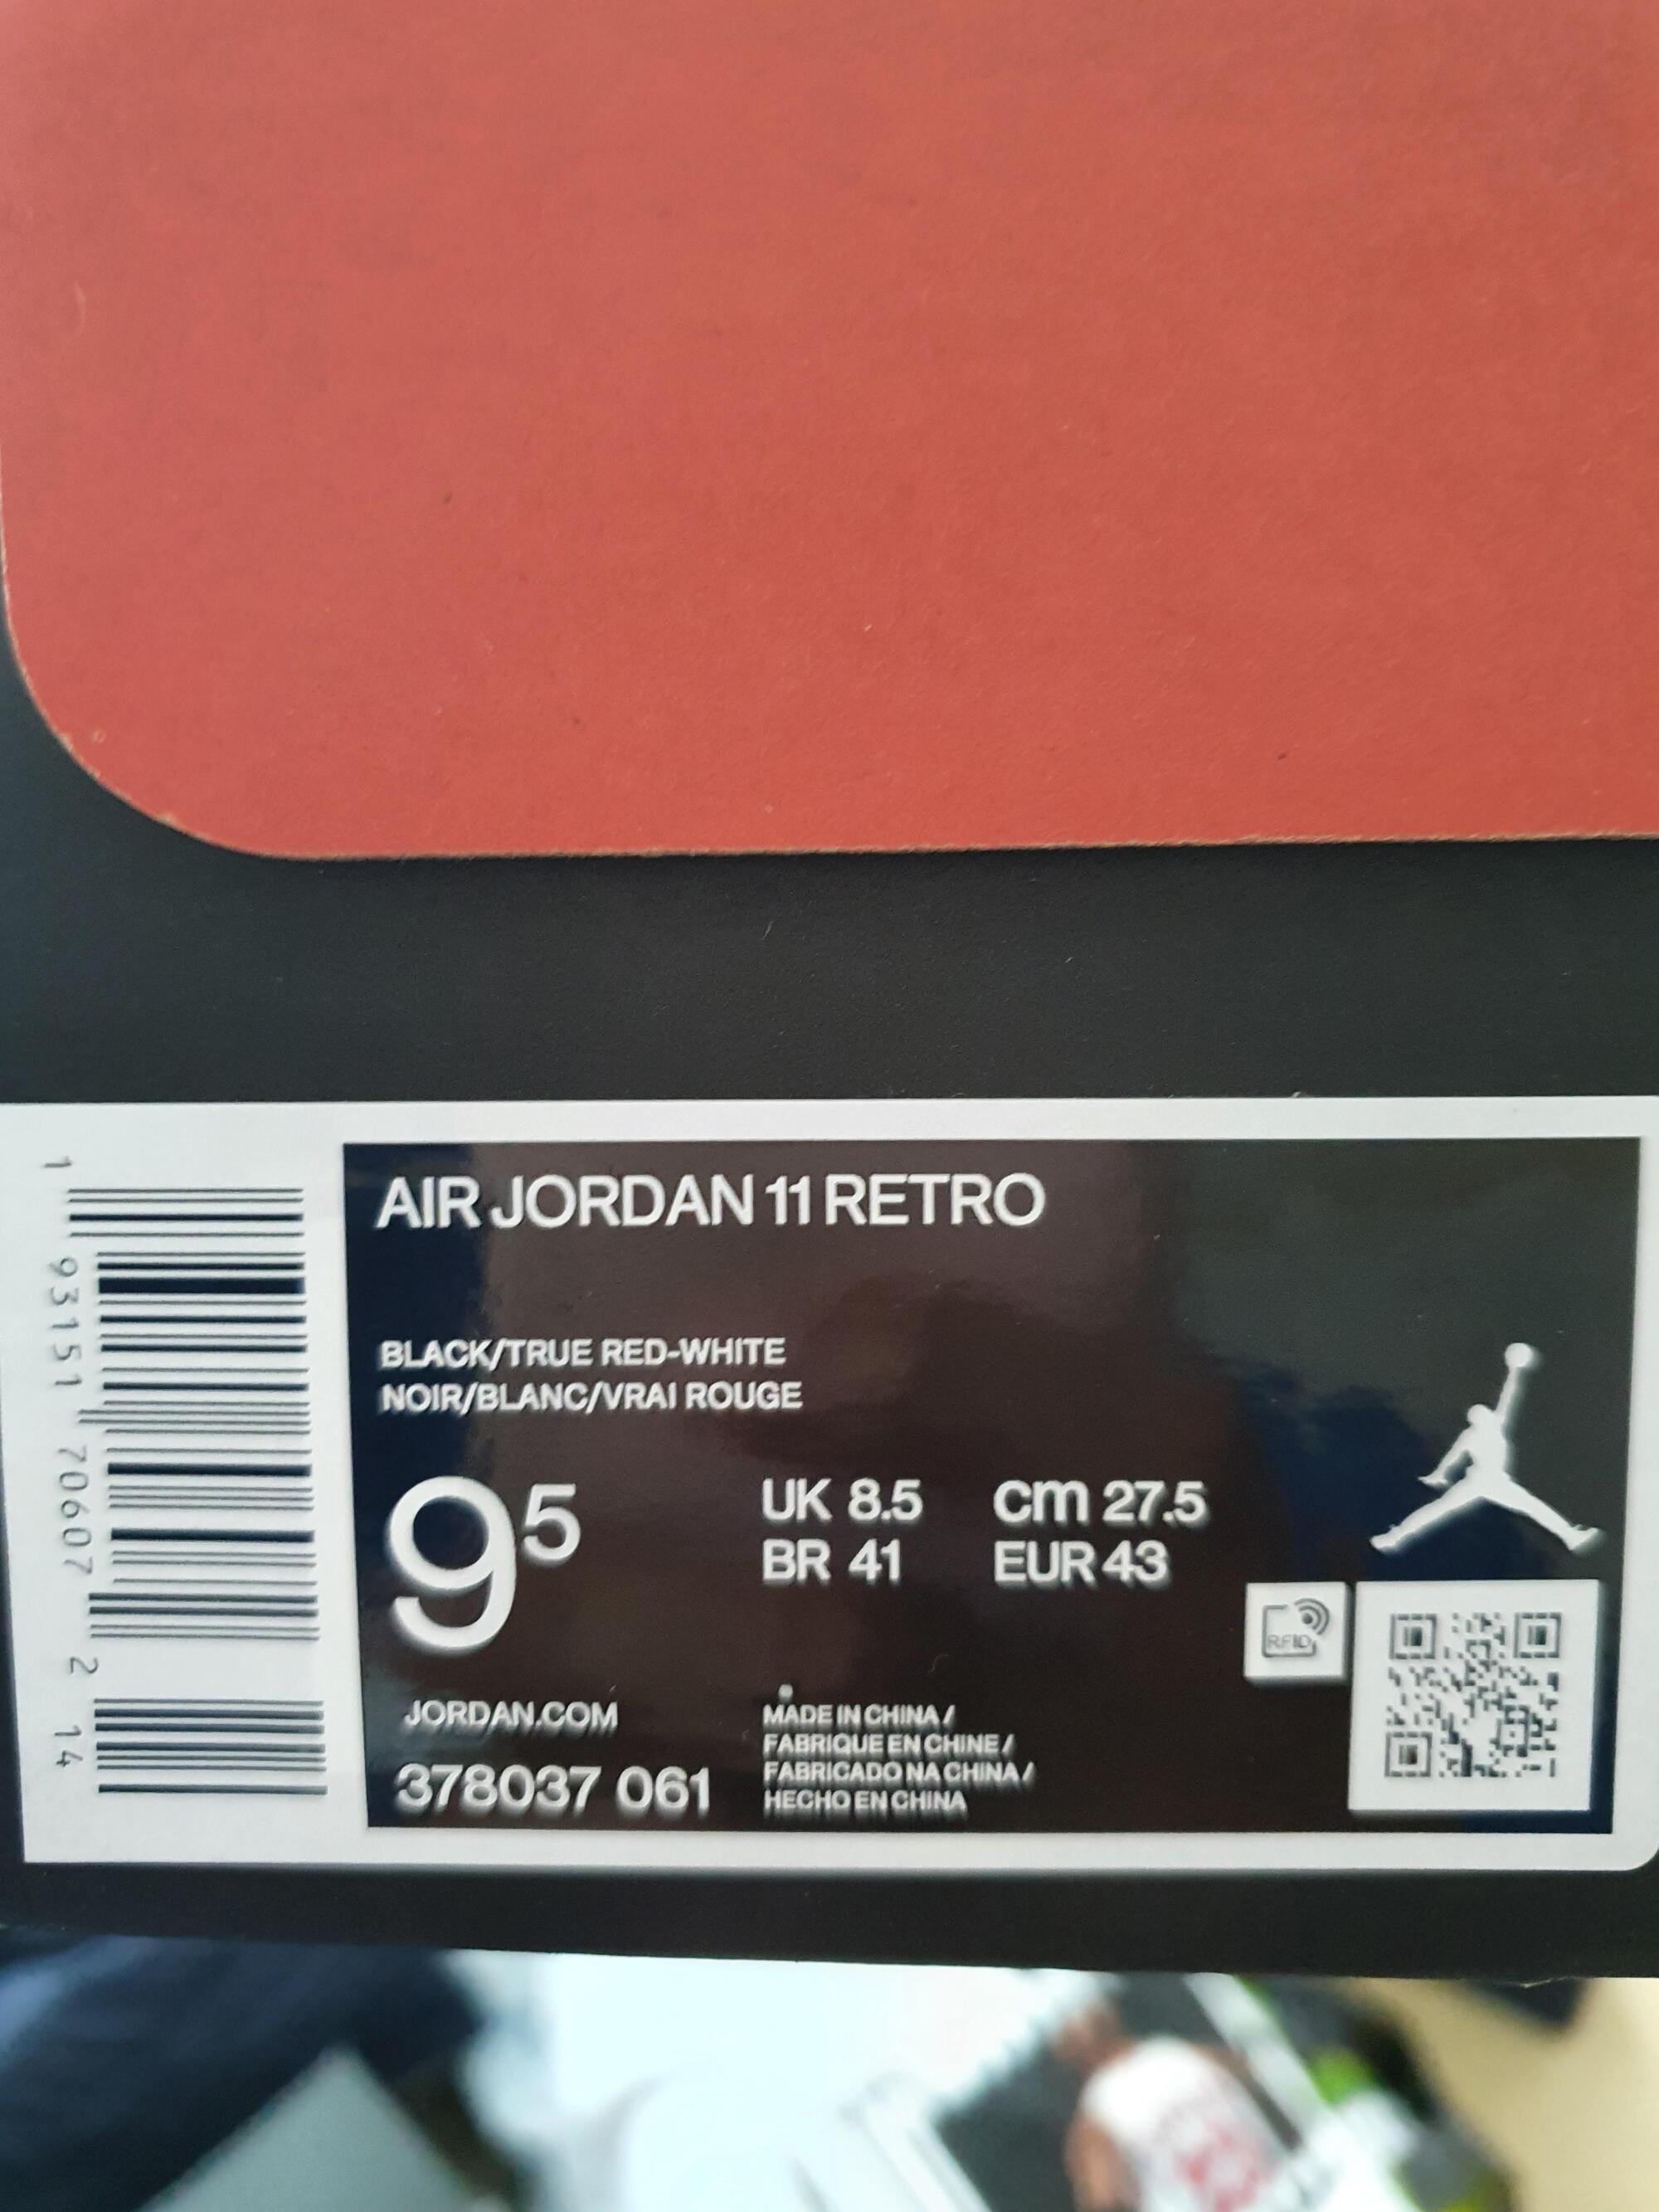 AIR JORDAN 11 RETRO
BLACK/TRUE RED-WHITE
NOIR/BLANC/VRAI ROUGE
9⁵
UK 8.5 cm 27.5
BR 41 EUR 43
RFID
JORDAN.COM
378037 061
MADE IN CHINA /
FABRIQUE EN CHINE /
FABRICADO NA CHINA /
HECHO EN CHINA
1 93151 70607 2 14